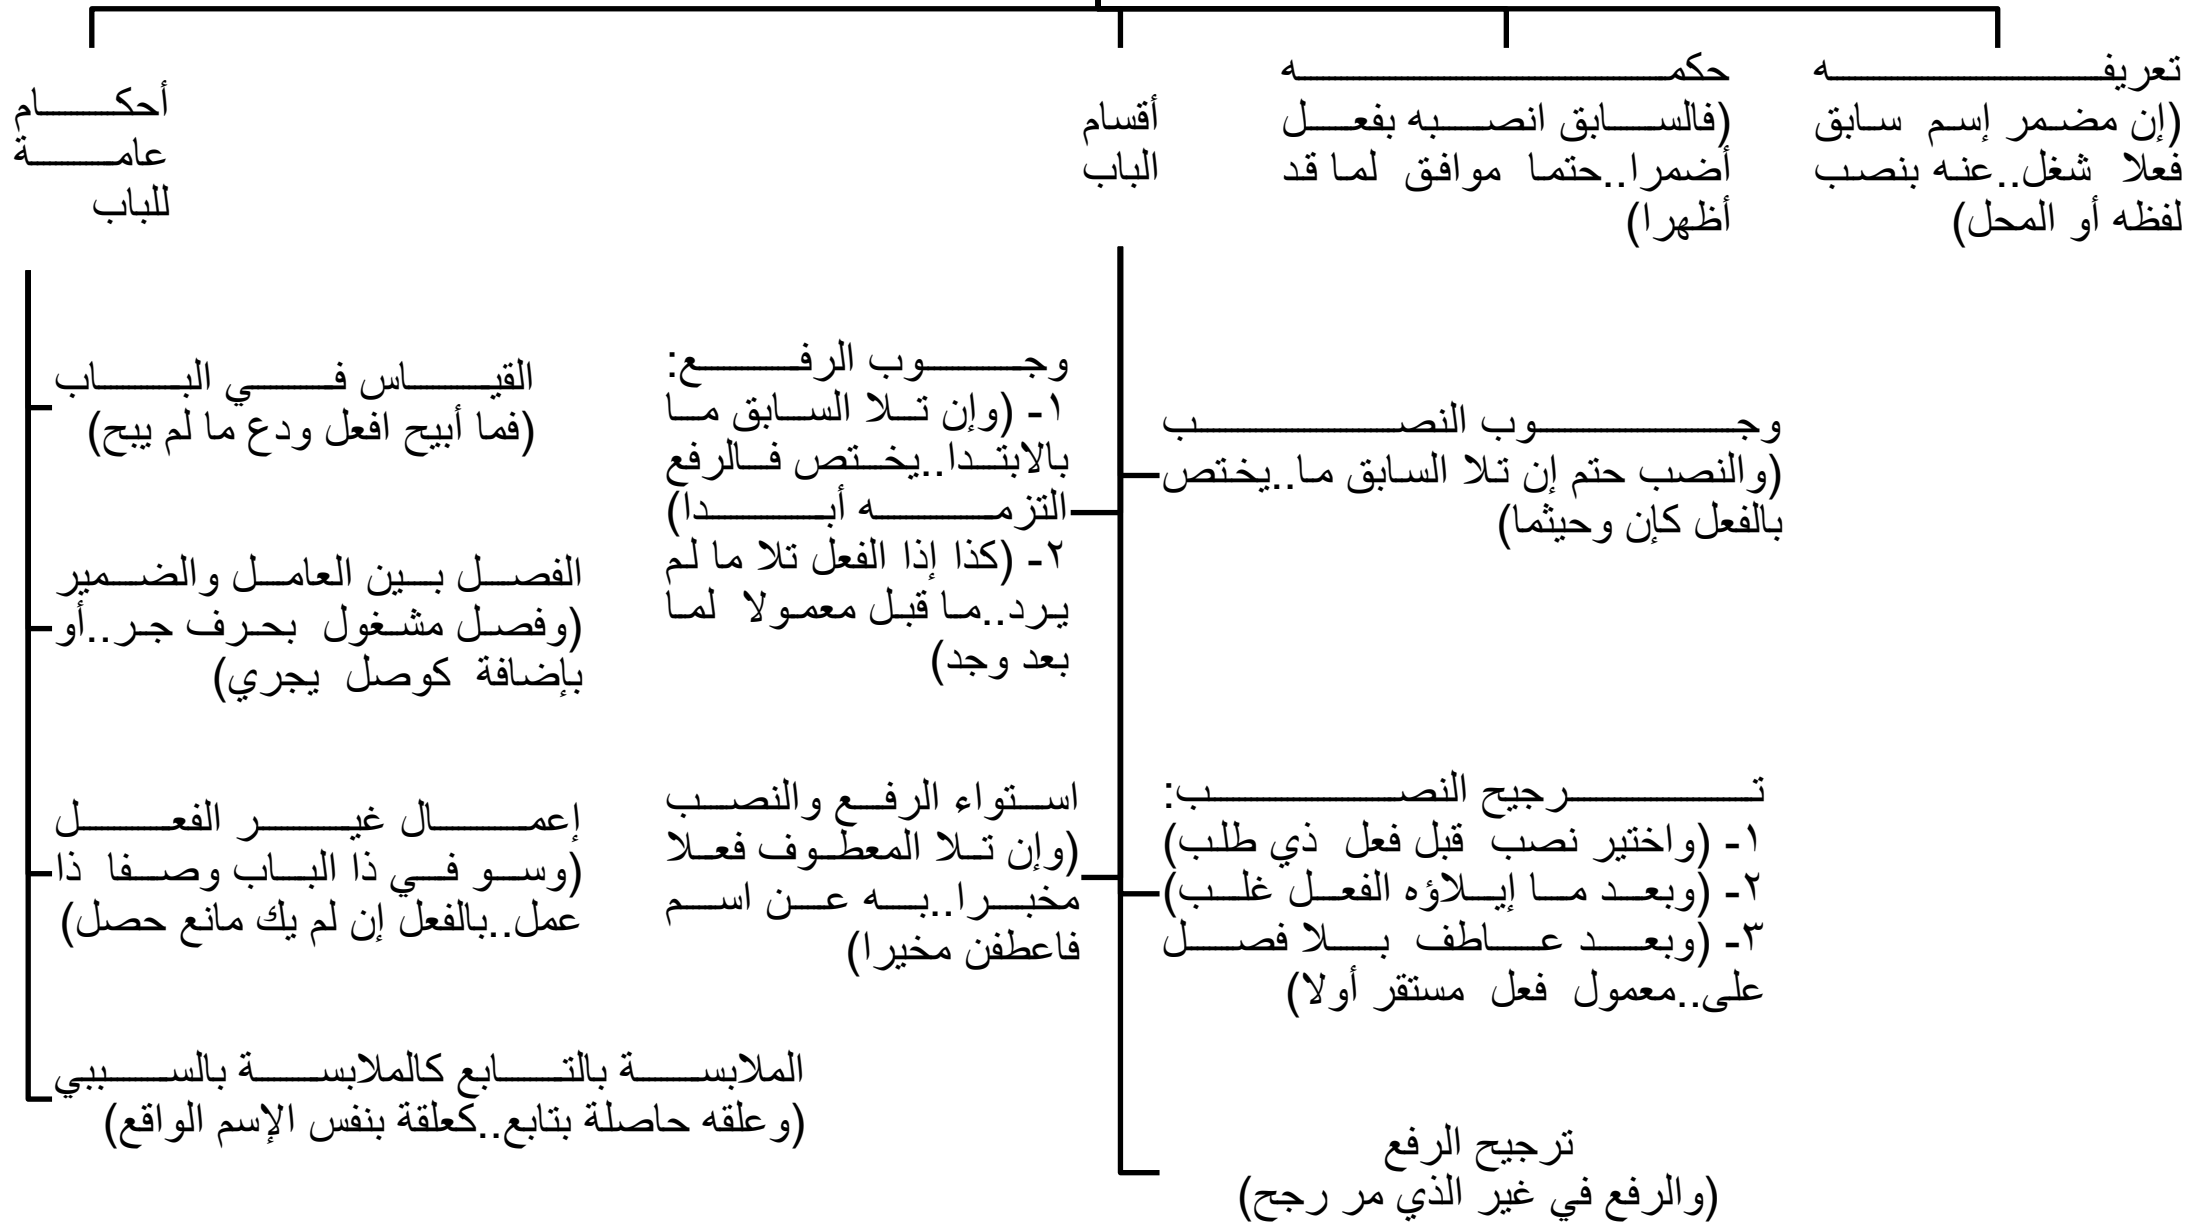 تعريفه
(إن مضمر إسم سابق
فعلا شغل..عنه بنصب
لفظه أو المحل)
حكمه
(فالسابق انصبه بفعل
أضمرا..حتما موافق لما قد
أظهرا)
أقسام
الباب
وجوب النصب
(والنصب حتم إن تلا السابق ما..يختص
بالفعل كإن وحيثما)
وجوب الرفع:
١- (وإن تلا السابق ما
بالابتدا..يختص فالرفع
التزمه أبدا)
٢- (كذا إذا الفعل تلا ما لم
يرد..ما قبل معمولا لما
بعد وجد)
ترجيح النصب:
١- (واختير نصب قبل فعل ذي طلب)
٢- (وبعد ما إيلاؤه الفعل غلب)
٣- (وبعد عاطف بلا فصل
على..معمول فعل مستقر أولا)
استواء الرفع والنصب
(وإن تلا المعطوف فعلا
مخبرا..به عن اسم
فاعطفن مخيرا)
ترجيح الرفع
(والرفع في غير الذي مر رجح)
أحكام
عامة
للباب
القياس في الباب
(فما أبيح افعل ودع ما لم يبح)
الفصل بين العامل والضمير
(وفصل مشغول بحرف جر..أو
بإضافة كوصل يجري)
إعمال غير الفعل
(وسو في ذا الباب وصفا ذا
عمل..بالفعل إن لم يك مانع حصل)
الملابسة بالتابع كالملابسة بالسببي
(وعلقه حاصلة بتابع..كعلقة بنفس الإسم الواقع)